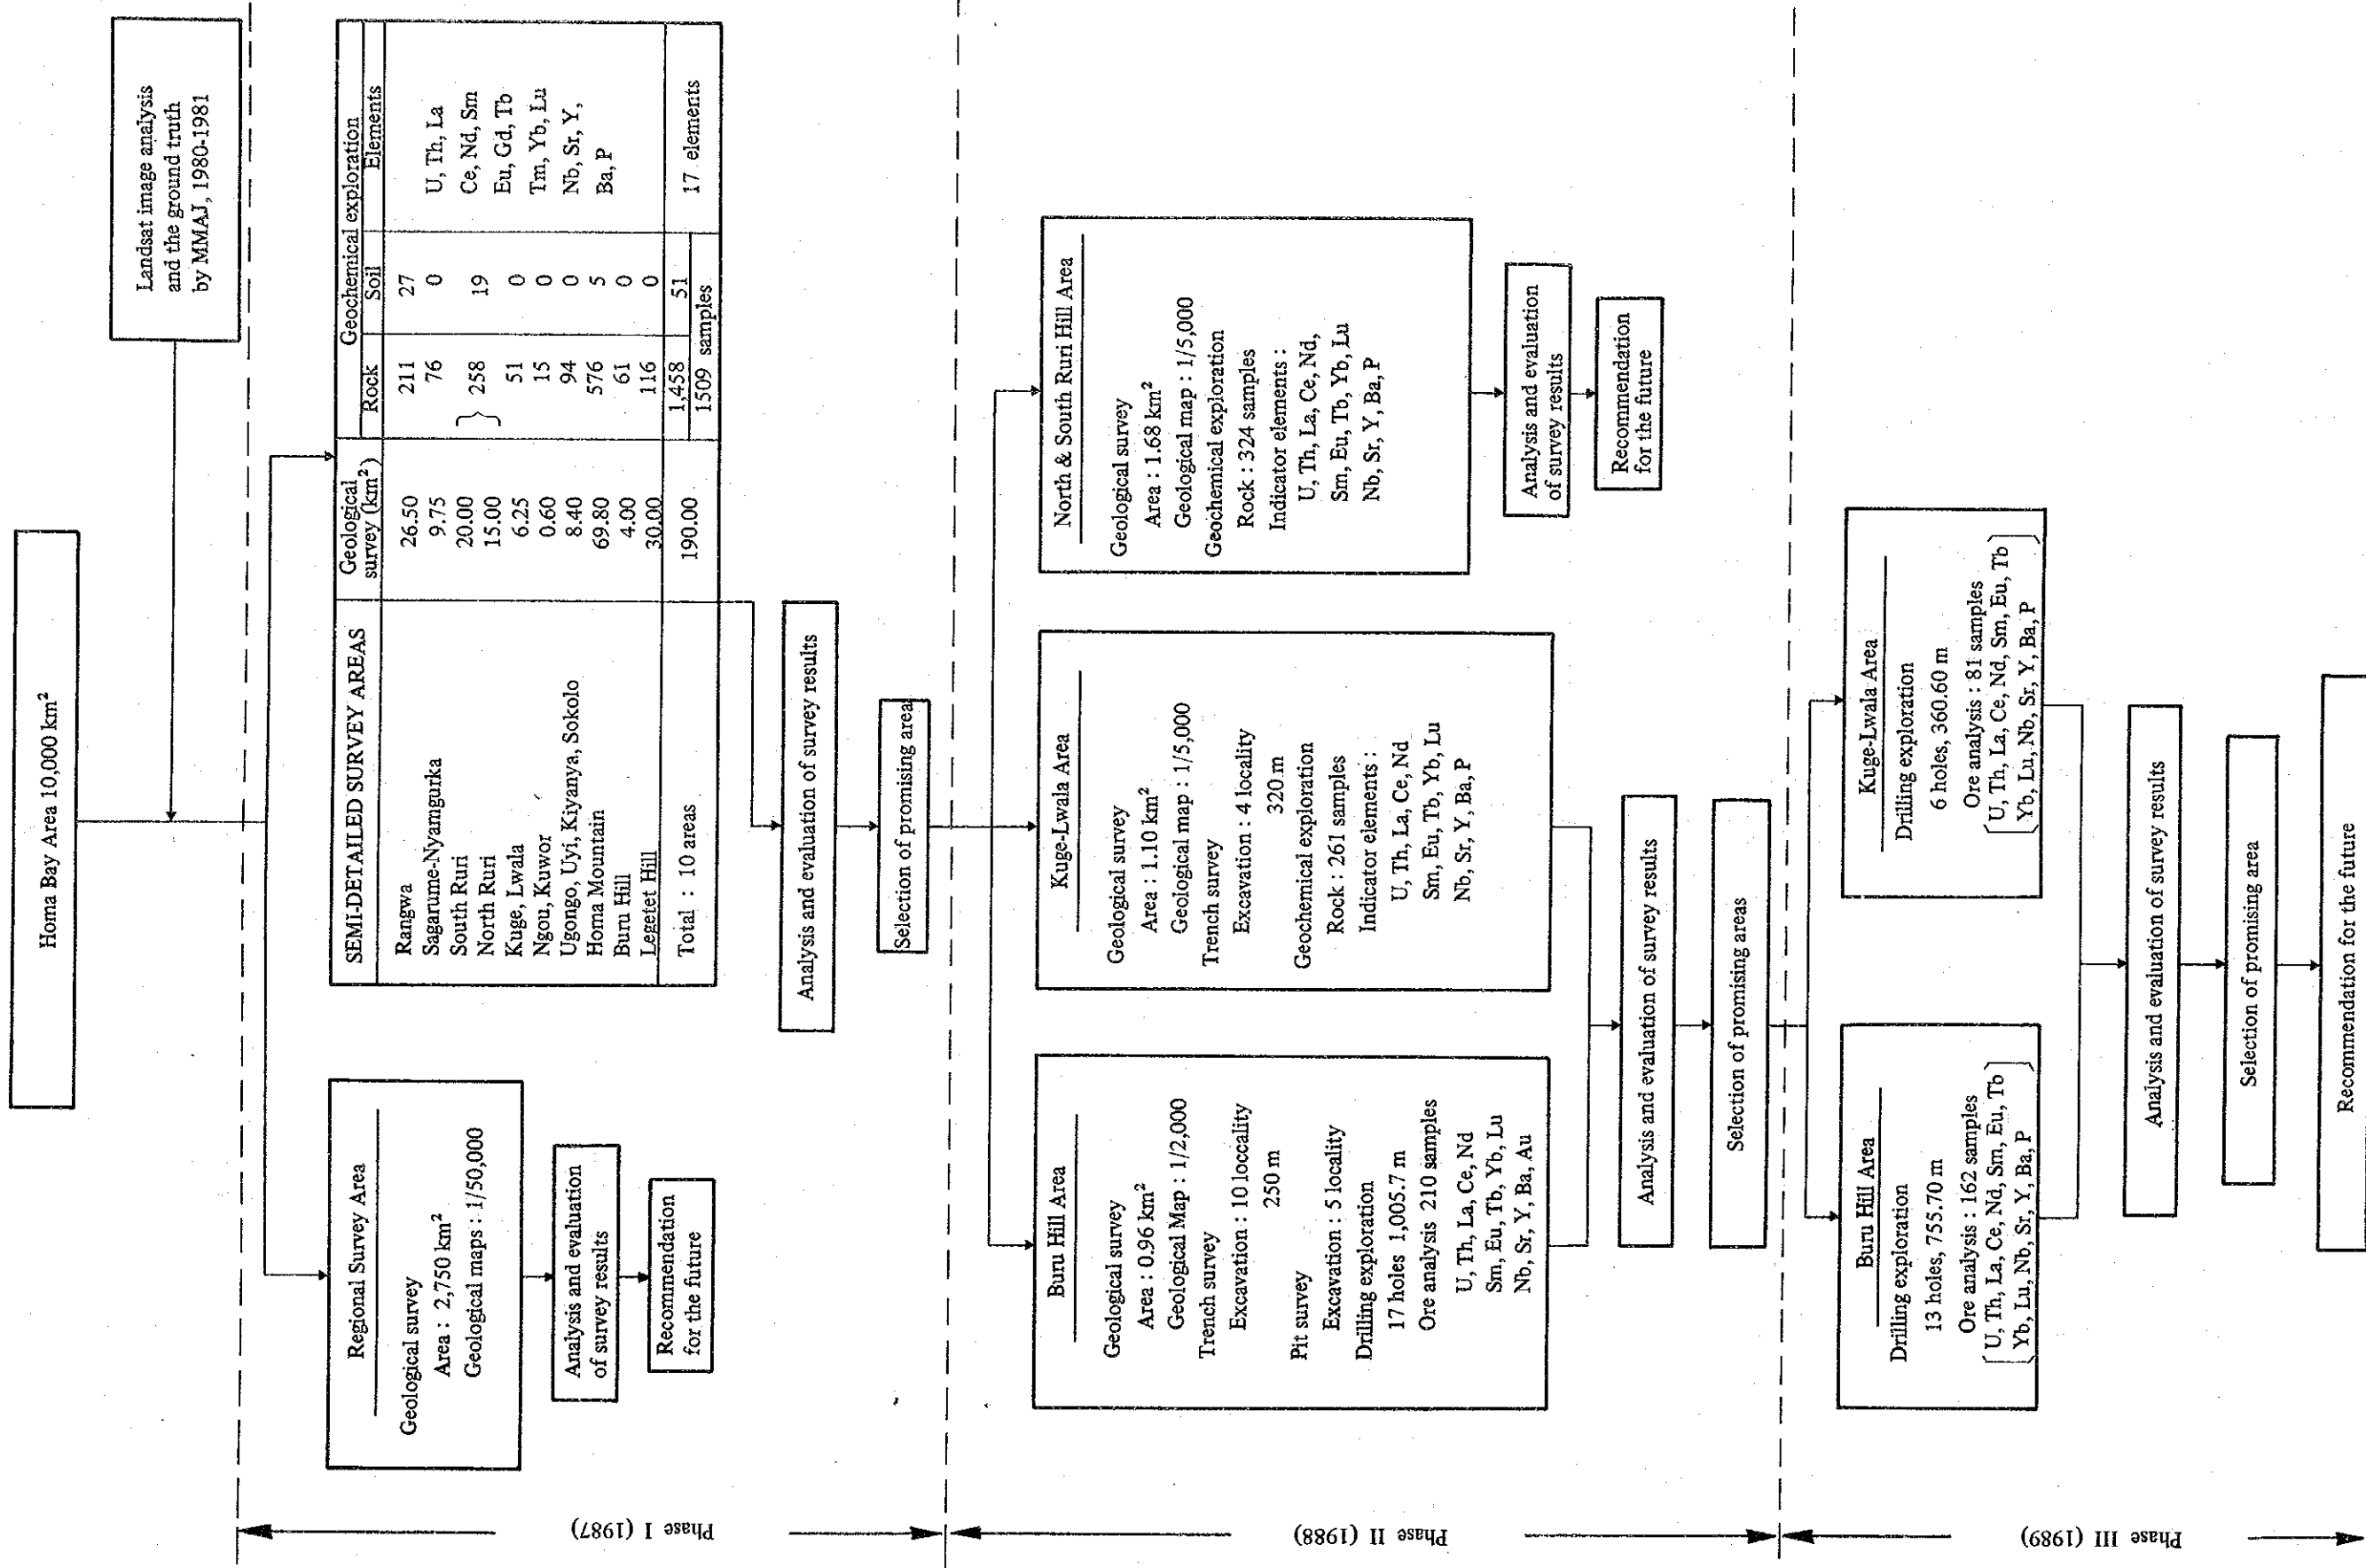 Homa Bay Area 10,000 km²
Landsat image analysis
and the ground truth
by MMAJ, 1980-1981
Phase I (1987)
Regional Survey Area
Geological survey
Area : 2,750 km²
Geological maps : 1/50,000
Analysis and evaluation
of survey results
Recommendation
for the future
SEMI-DETAILED SURVEY AREAS Geological survey (km²) Geochemical exploration
Rock Soil Elements
Rangwa 26.50 211 27
Sagarume-Nyamgurka 9.75 76 0 U, Th, La
South Ruri 20.00 } 258 19 Ce, Nd, Sm
North Ruri 15.00 Eu, Gd, Tb
Kuge, Lwala 6.25 51 0 Tm, Yb, Lu
Ngou, Kuwor 0.60 15 0
Ugongo, Uyi, Kiyanya, Sokolo 8.40 94 0 Nb, Sr, Y,
Homa Mountain 69.80 576 5 Ba, P
Buru Hill 4.00 61 0
Legetet Hill 30.00 116 0
Total : 10 areas 190.00 1,458 51 17 elements
1509 samples
Analysis and evaluation of survey results
Selection of promising area
Phase II (1988)
Buru Hill Area
Geological survey
Area : 0.96 km²
Geological Map : 1/2,000
Trench survey
Excavation : 10 loccality
250 m
Pit survey
Excavation : 5 locality
Drilling exploration
17 holes 1,005.7 m
Ore analysis 210 samples
U, Th, La, Ce, Nd
Sm, Eu, Tb, Yb, Lu
Nb, Sr, Y, Ba, Au
Kuge-Lwala Area
Geological survey
Area : 1.10 km²
Geological map : 1/5,000
Trench survey
Excavation : 4 locality
320 m
Geochemical exploration
Rock : 261 samples
Indicator elements :
U, Th, La, Ce, Nd
Sm, Eu, Tb, Yb, Lu
Nb, Sr, Y, Ba, P
North & South Ruri Hill Area
Geological survey
Area : 1.68 km²
Geological map : 1/5,000
Geochemical exploration
Rock : 324 samples
Indicator elements :
U, Th, La, Ce, Nd,
Sm, Eu, Tb, Yb, Lu
Nb, Sr, Y, Ba, P
Analysis and evaluation
of survey results
Recommendation
for the future
Analysis and evaluation of survey results
Selection of promising areas
Phase III (1989)
Buru Hill Area
Drilling exploration
13 holes, 755.70 m
Ore analysis : 162 samples
U, Th, La, Ce, Nd, Sm, Eu, Tb
Yb, Lu, Nb, Sr, Y, Ba, P
Kuge-Lwala Area
Drilling exploration
6 holes, 360.60 m
Ore analysis : 81 samples
U, Th, La, Ce, Nd, Sm, Eu, Tb
Yb, Lu, Nb, Sr, Y, Ba, P
Analysis and evaluation of survey results
Selection of promising area
Recommendation for the future